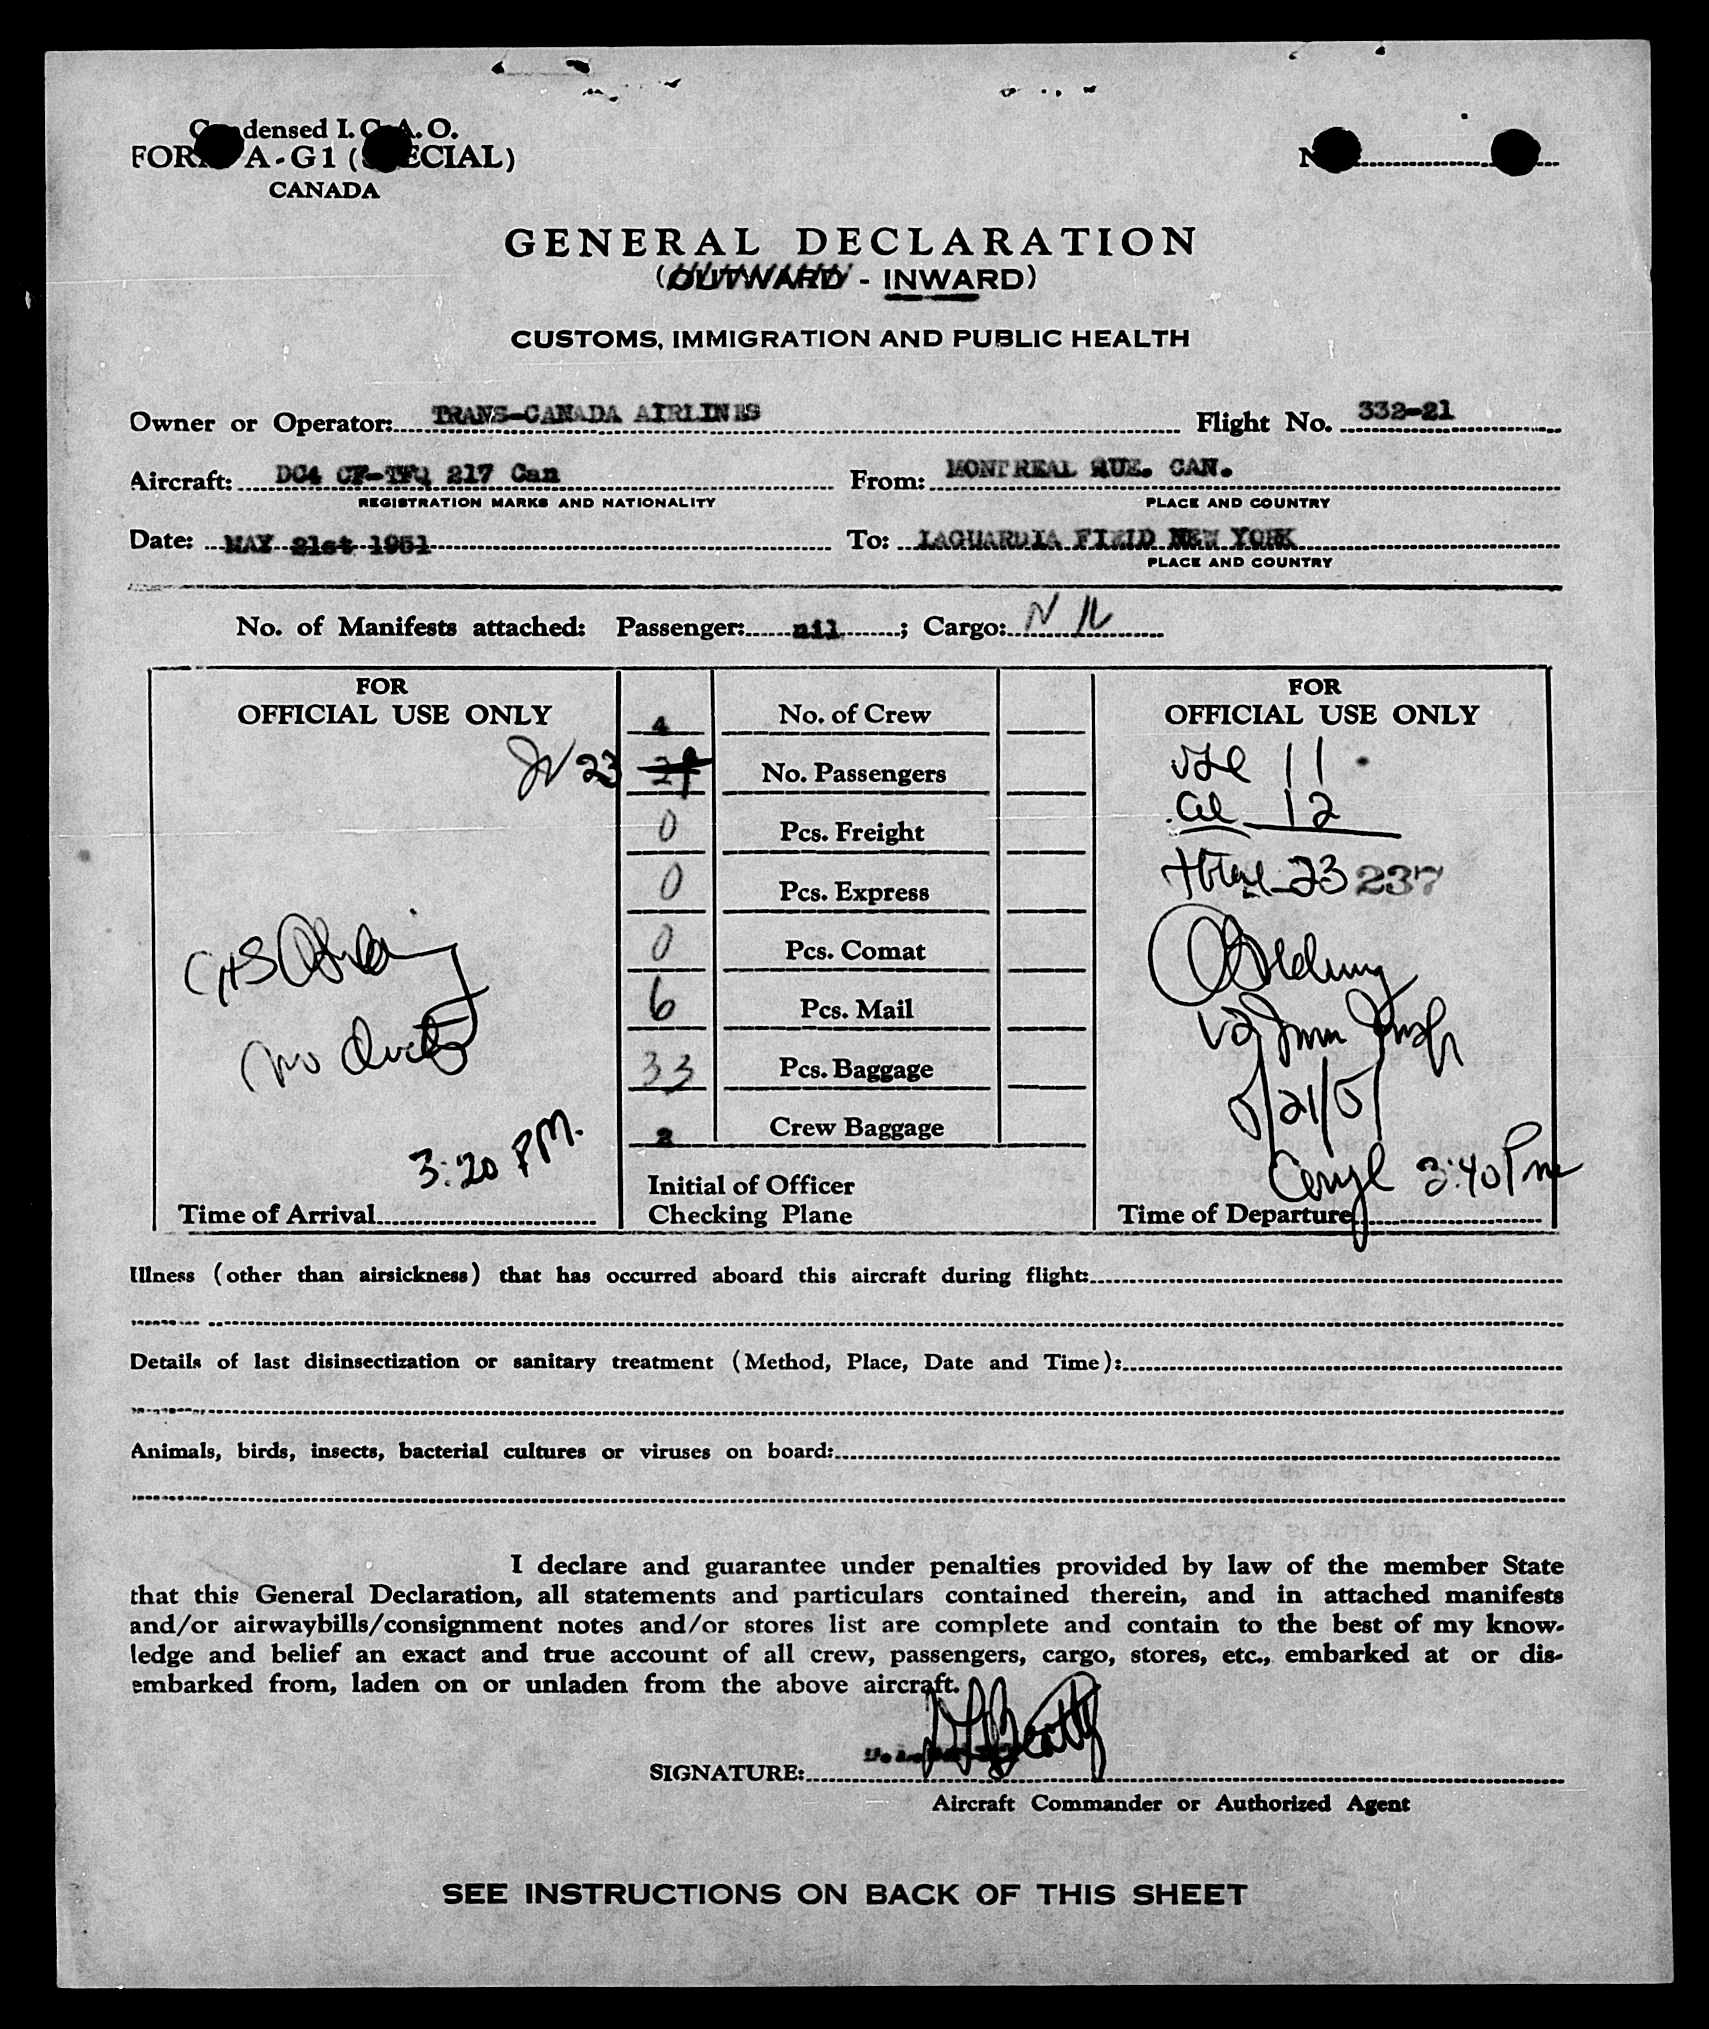 Condensed I. C. A. O.
FORM A-G1 (SPECIAL)
CANADA
GENERAL DECLARATION
(OUTWARD - INWARD)
CUSTOMS, IMMIGRATION AND PUBLIC HEALTH
Owner or Operator: TRANS-CANADA AIRLINES Flight No. 332-21
Aircraft: DC4 CF-TFQ 217 Can From: MONTREAL QUE. CAN.
REGISTRATION MARKS AND NATIONALITY PLACE AND COUNTRY
Date: MAY 21st 1951 To: LAGUARDIA FIELD NEW YORK
PLACE AND COUNTRY
No. of Manifests attached: Passenger: nil ; Cargo: NIL
FOR
OFFICIAL USE ONLY
23
3:20 PM.
Time of Arrival
4 No. of Crew
No. Passengers
0 Pcs. Freight
0 Pcs. Express
0 Pcs. Comat
6 Pcs. Mail
33 Pcs. Baggage
2 Crew Baggage
Initial of Officer
Checking Plane
FOR
OFFICIAL USE ONLY
11
12
total 23 237
5/21/51
3:40 Pm
Time of Departure
Illness (other than airsickness) that has occurred aboard this aircraft during flight:
Details of last disinsectization or sanitary treatment (Method, Place, Date and Time):
Animals, birds, insects, bacterial cultures or viruses on board:
I declare and guarantee under penalties provided by law of the member State
that this General Declaration, all statements and particulars contained therein, and in attached manifests
and/or airwaybills/consignment notes and/or stores list are complete and contain to the best of my know-
ledge and belief an exact and true account of all crew, passengers, cargo, stores, etc., embarked at or dis-
embarked from, laden on or unladen from the above aircraft.
SIGNATURE: Beatty
Aircraft Commander or Authorized Agent
SEE INSTRUCTIONS ON BACK OF THIS SHEET